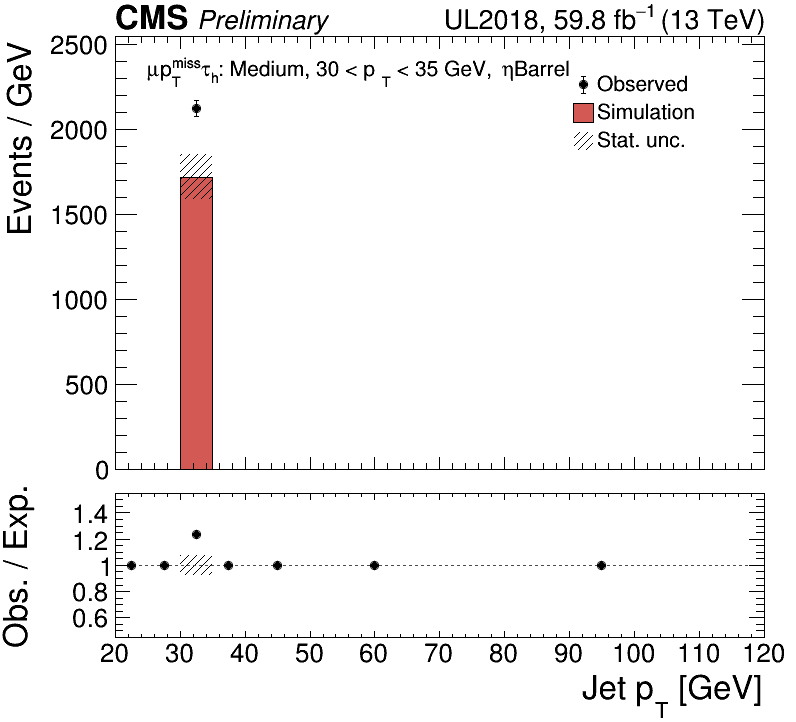 CMS Preliminary UL2018, 59.8 fb⁻¹ (13 TeV)
Events / GeV
2500
2000
1500
1000
500
0
μp_T^miss τ_h: Medium, 30 < p_T < 35 GeV, ηBarrel
Observed
Simulation
Stat. unc.
Obs. / Exp.
1.4
1.2
1
0.8
0.6
20 30 40 50 60 70 80 90 100 110 120
Jet p_T [GeV]